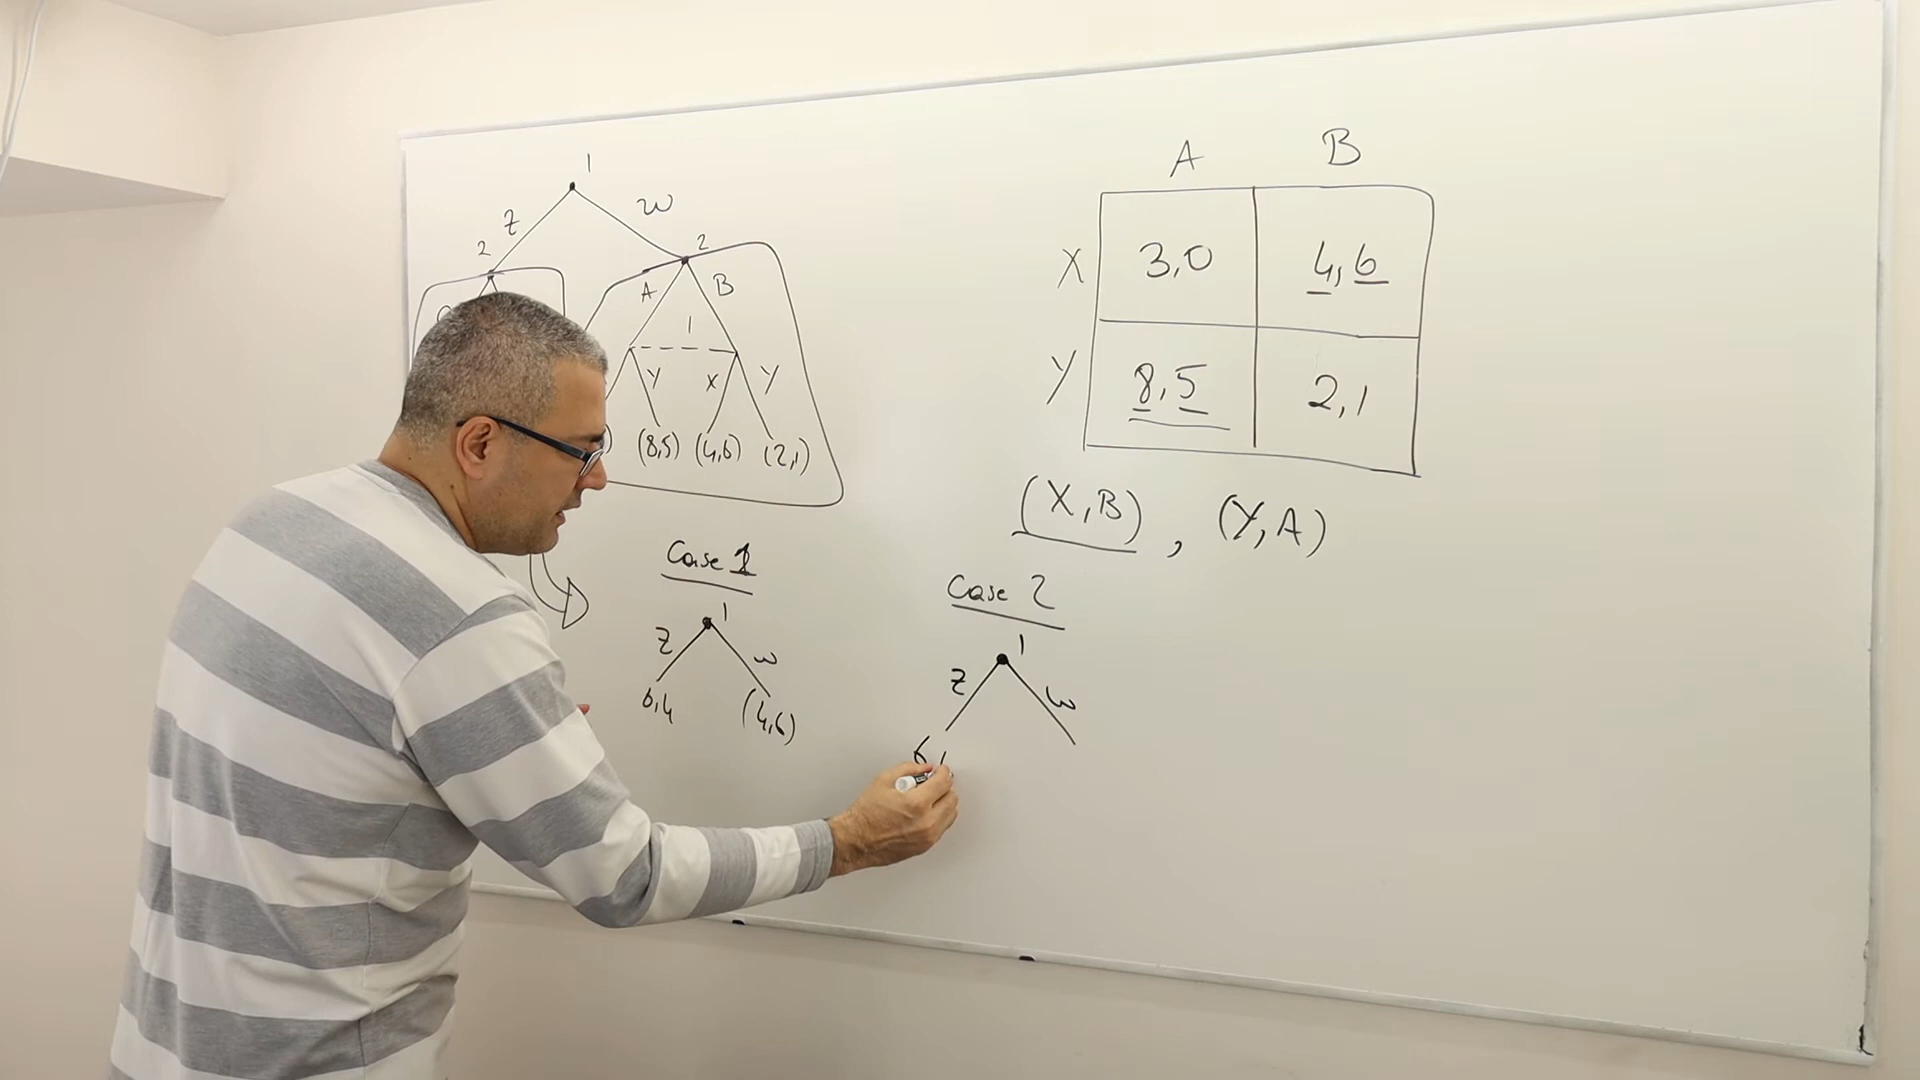 1
Z
W
2
2
A
B
1
Y
X
Y
(8,5)
(4,6)
(2,1)
A
B
X
3,0
4,6
Y
8,5
2,1
(X,B) , (Y,A)
Case 1
1
Z
W
6,4
(4,6)
Case 2
1
Z
W